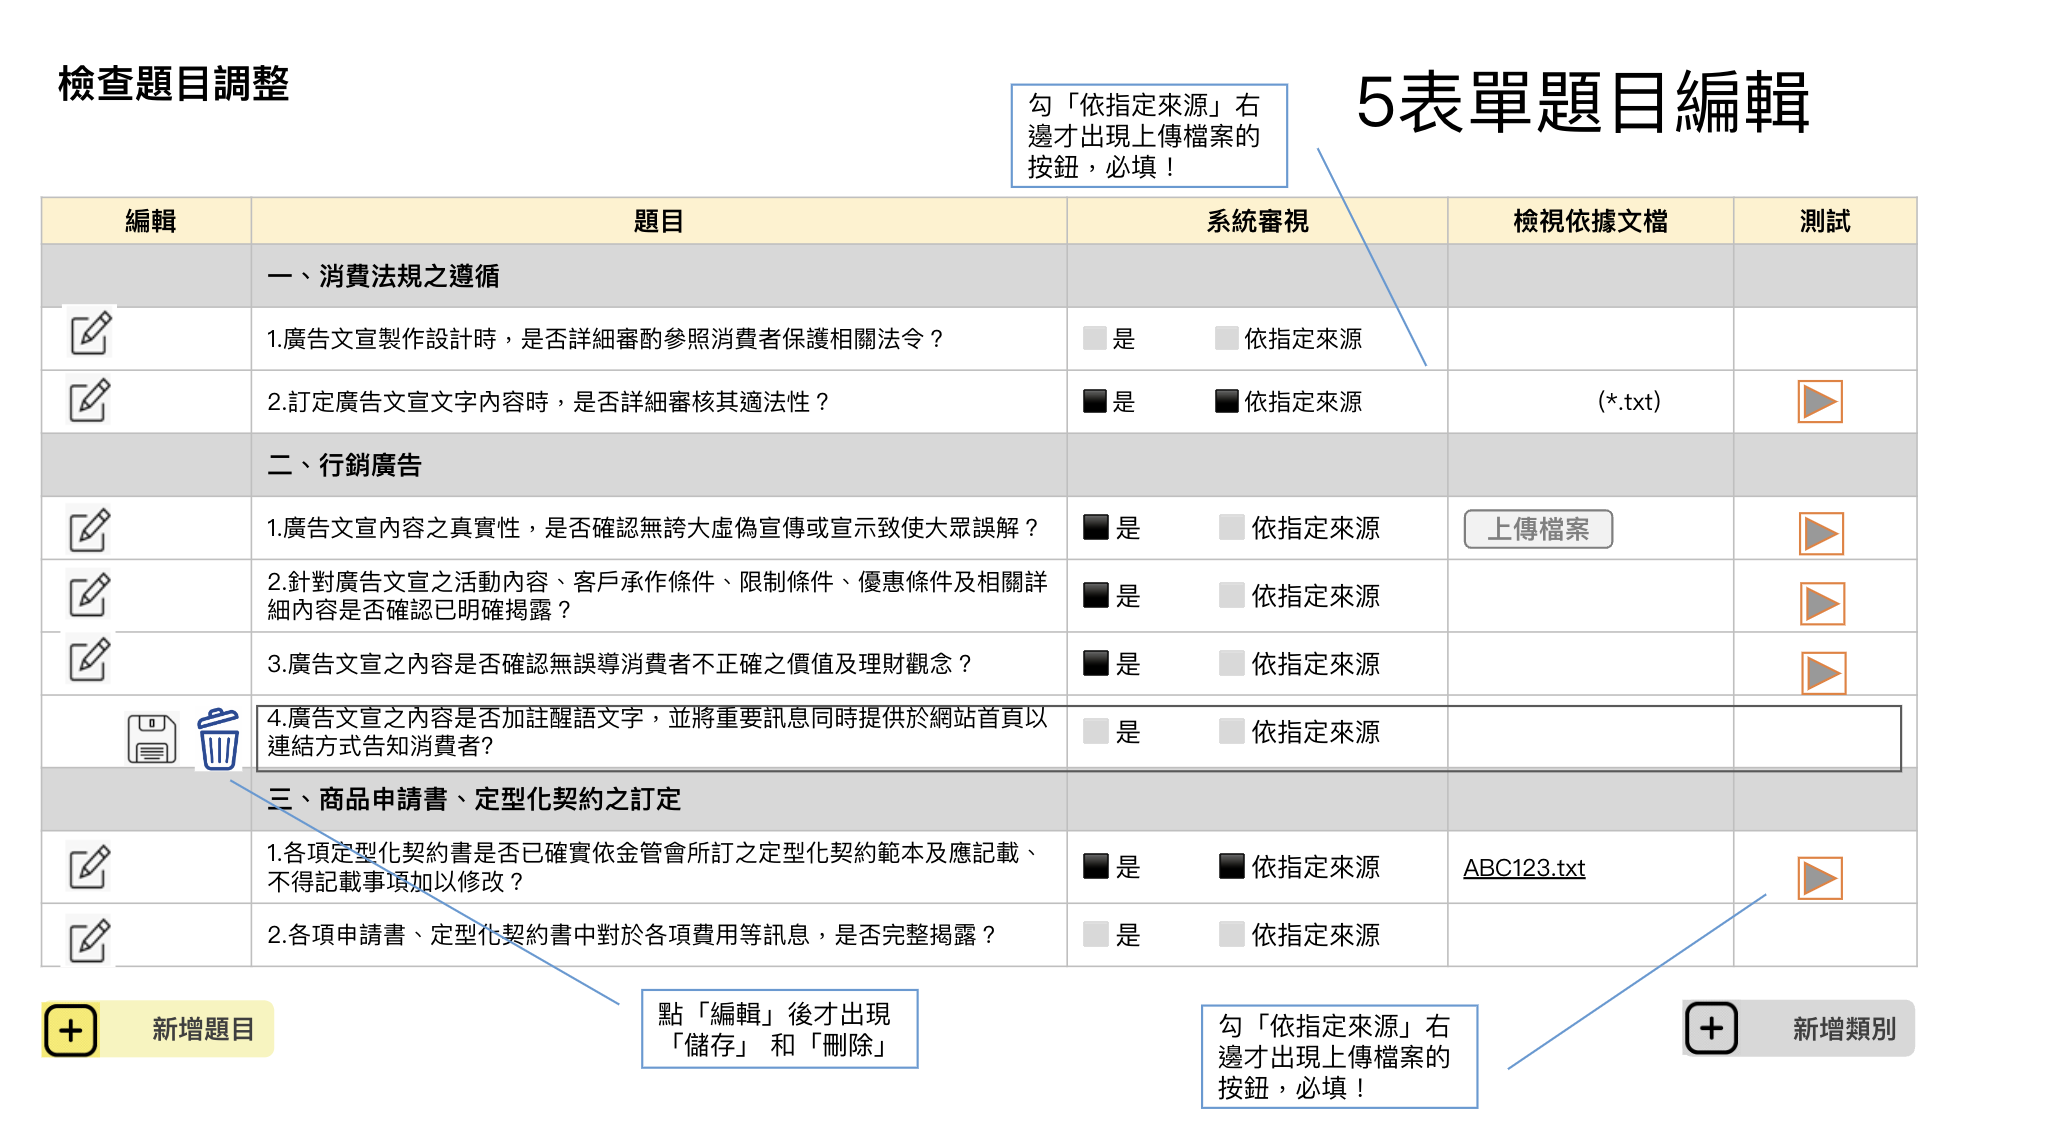 檢查題目調整
5表單題目編輯
勾「依指定來源」右
邊才出現上傳檔案的
按鈕，必填！
編輯 題目 系統審視 檢視依據文檔 測試
一、消費法規之遵循
1.廣告文宣製作設計時，是否詳細審酌參照消費者保護相關法令？ 是 依指定來源
2.訂定廣告文宣文字內容時，是否詳細審核其適法性？ 是 依指定來源 (*.txt)
二、行銷廣告
1.廣告文宣內容之真實性，是否確認無誇大虛偽宣傳或宣示致使大眾誤解？ 是 依指定來源 上傳檔案
2.針對廣告文宣之活動內容、客戶承作條件、限制條件、優惠條件及相關詳
細內容是否確認已明確揭露？ 是 依指定來源
3.廣告文宣之內容是否確認無誤導消費者不正確之價值及理財觀念？ 是 依指定來源
4.廣告文宣之內容是否加註醒語文字，並將重要訊息同時提供於網站首頁以
連結方式告知消費者? 是 依指定來源
三、商品申請書、定型化契約之訂定
1.各項定型化契約書是否已確實依金管會所訂之定型化契約範本及應記載、
不得記載事項加以修改？ 是 依指定來源 ABC123.txt
2.各項申請書、定型化契約書中對於各項費用等訊息，是否完整揭露？ 是 依指定來源
新增題目
點「編輯」後才出現
「儲存」 和「刪除」
勾「依指定來源」右
邊才出現上傳檔案的
按鈕，必填！
新增類別